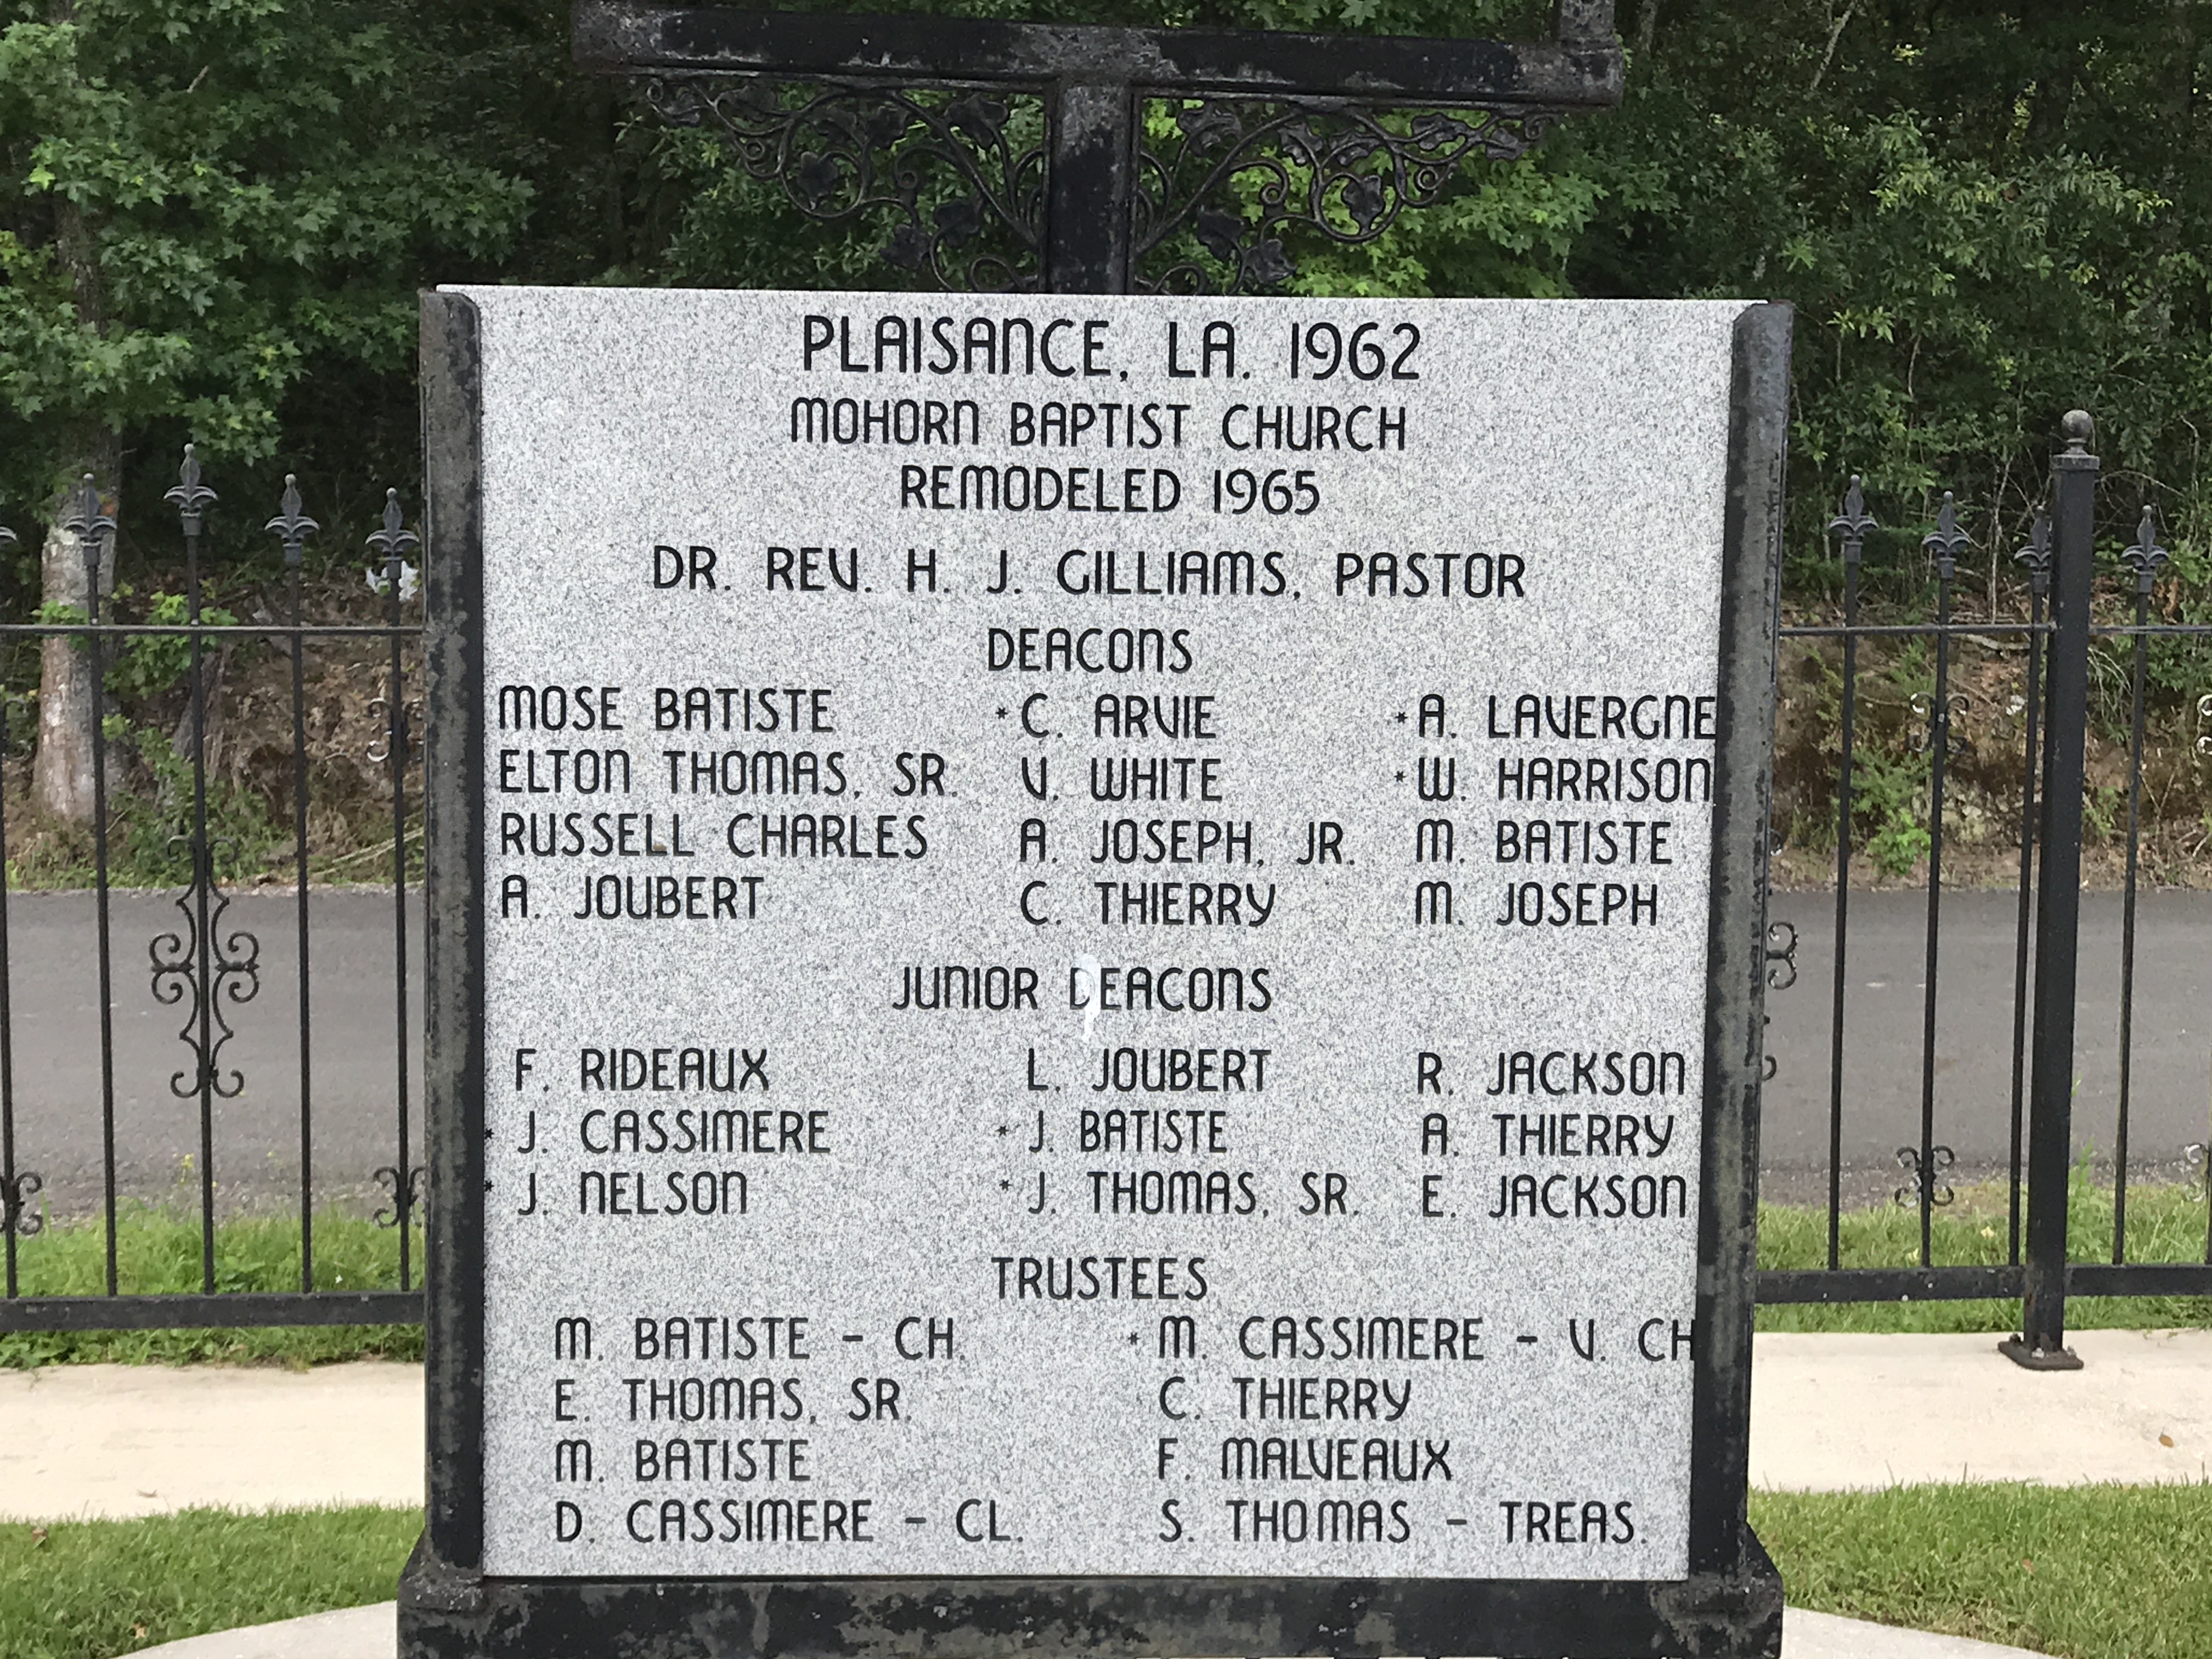 PLAISANCE, LA. 1962
MOHORN BAPTIST CHURCH
REMODELED 1965
DR. REV. H. J. GILLIAMS, PASTOR
DEACONS
MOSE BATISTE *C. ARVIE *A. LAVERGNE
ELTON THOMAS, SR. V. WHITE *W. HARRISON
RUSSELL CHARLES A. JOSEPH, JR. M. BATISTE
A. JOUBERT C. THIERRY M. JOSEPH
JUNIOR DEACONS
F. RIDEAUX L. JOUBERT R. JACKSON
* J. CASSIMERE * J. BATISTE A. THIERRY
* J. NELSON * J. THOMAS, SR. E. JACKSON
TRUSTEES
M. BATISTE - CH. *M. CASSIMERE - V. CH
E. THOMAS, SR. C. THIERRY
M. BATISTE F. MALVEAUX
D. CASSIMERE - CL. S. THOMAS - TREAS.